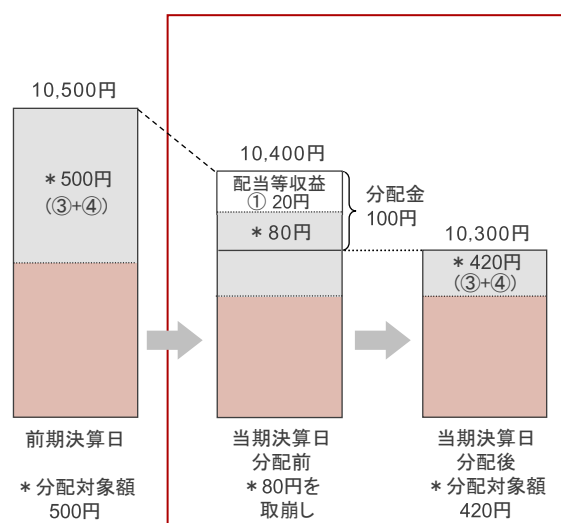 10,500円
＊500円
(③+④)
前期決算日
＊分配対象額
500円
10,400円
配当等収益
① 20円
＊80円
分配金
100円
当期決算日
分配前
＊80円を
取崩し
10,300円
＊420円
(③+④)
当期決算日
分配後
＊分配対象額
420円